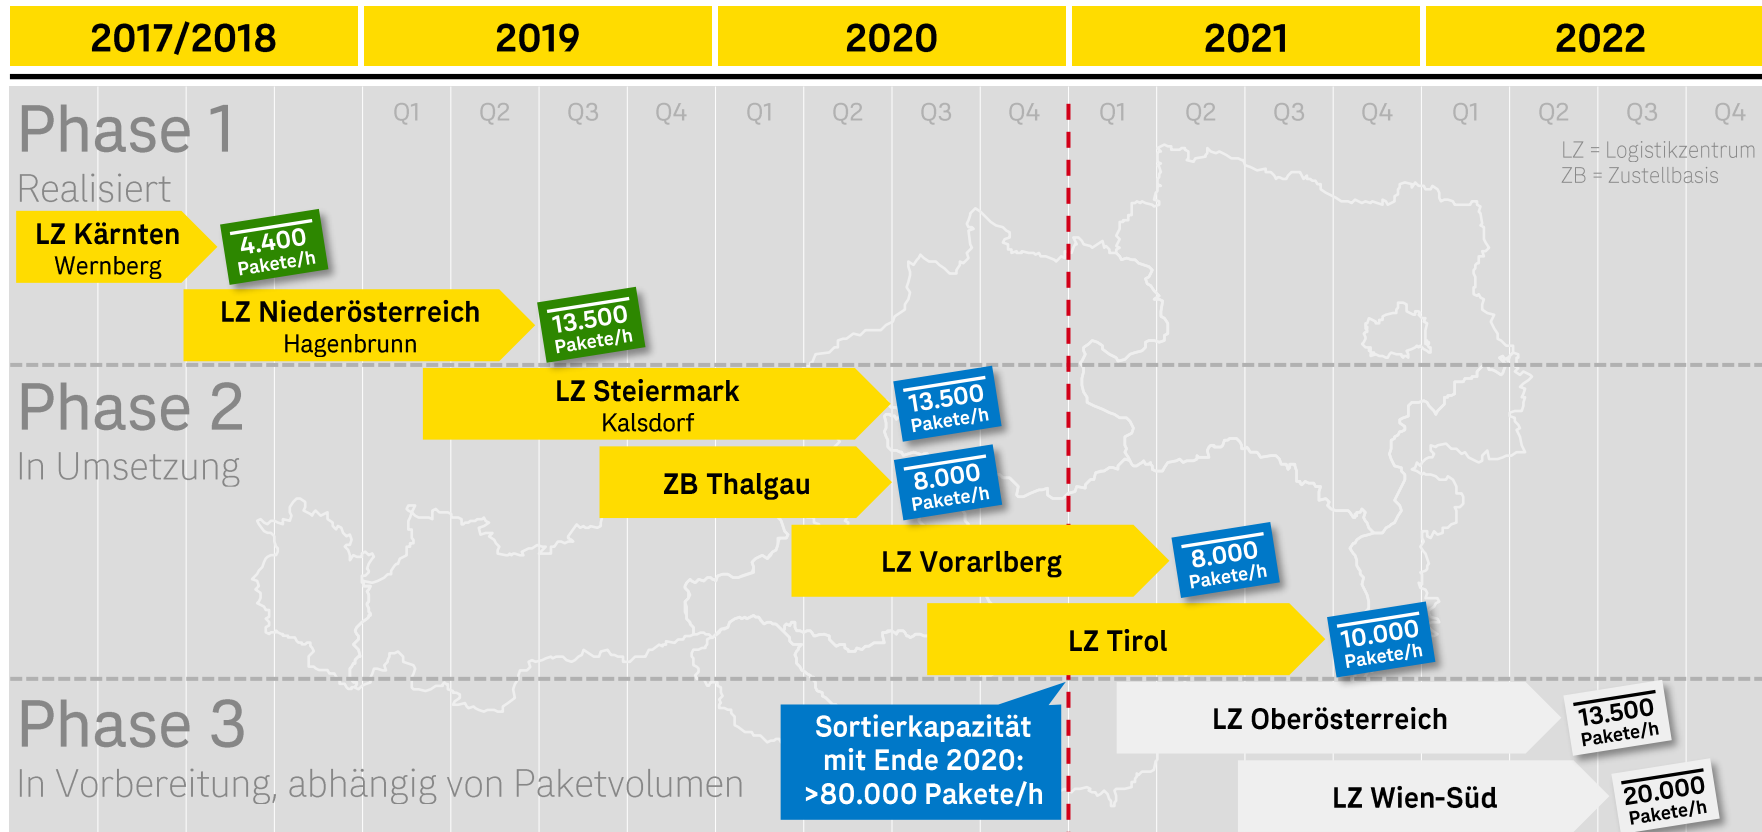 2017/2018 2019 2020 2021 2022
Q1 Q2 Q3 Q4 Q1 Q2 Q3 Q4 Q1 Q2 Q3 Q4 Q1 Q2 Q3 Q4
Phase 1
Realisiert
LZ = Logistikzentrum
ZB = Zustellbasis
LZ Kärnten
Wernberg
4.400
Pakete/h
LZ Niederösterreich
Hagenbrunn
13.500
Pakete/h
Phase 2
In Umsetzung
LZ Steiermark
Kalsdorf
13.500
Pakete/h
ZB Thalgau
8.000
Pakete/h
LZ Vorarlberg
8.000
Pakete/h
LZ Tirol
10.000
Pakete/h
Phase 3
In Vorbereitung, abhängig von Paketvolumen
Sortierkapazität
mit Ende 2020:
>80.000 Pakete/h
LZ Oberösterreich
13.500
Pakete/h
LZ Wien-Süd
20.000
Pakete/h